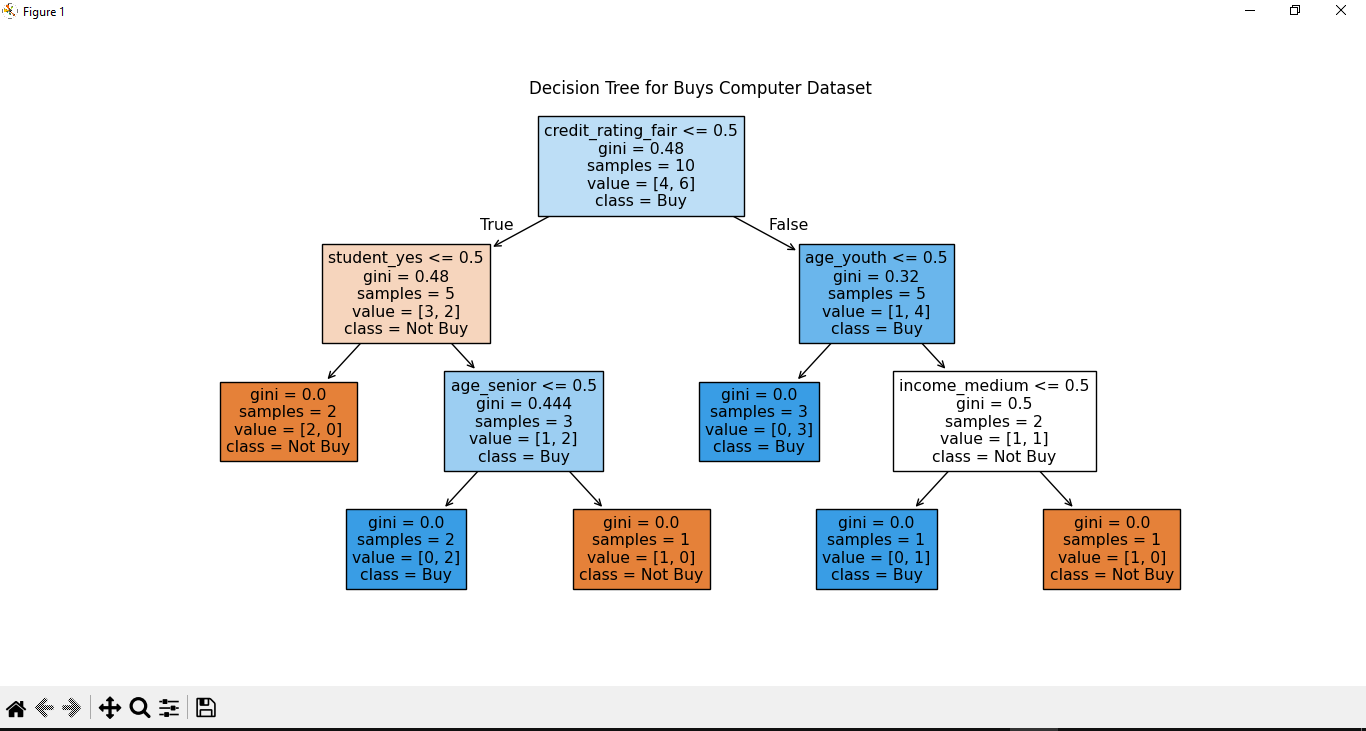 Figure 1
Decision Tree for Buys Computer Dataset
credit_rating_fair <= 0.5
gini = 0.48
samples = 10
value = [4, 6]
class = Buy
True
False
student_yes <= 0.5
gini = 0.48
samples = 5
value = [3, 2]
class = Not Buy
age_youth <= 0.5
gini = 0.32
samples = 5
value = [1, 4]
class = Buy
gini = 0.0
samples = 2
value = [2, 0]
class = Not Buy
age_senior <= 0.5
gini = 0.444
samples = 3
value = [1, 2]
class = Buy
gini = 0.0
samples = 3
value = [0, 3]
class = Buy
income_medium <= 0.5
gini = 0.5
samples = 2
value = [1, 1]
class = Not Buy
gini = 0.0
samples = 2
value = [0, 2]
class = Buy
gini = 0.0
samples = 1
value = [1, 0]
class = Not Buy
gini = 0.0
samples = 1
value = [0, 1]
class = Buy
gini = 0.0
samples = 1
value = [1, 0]
class = Not Buy